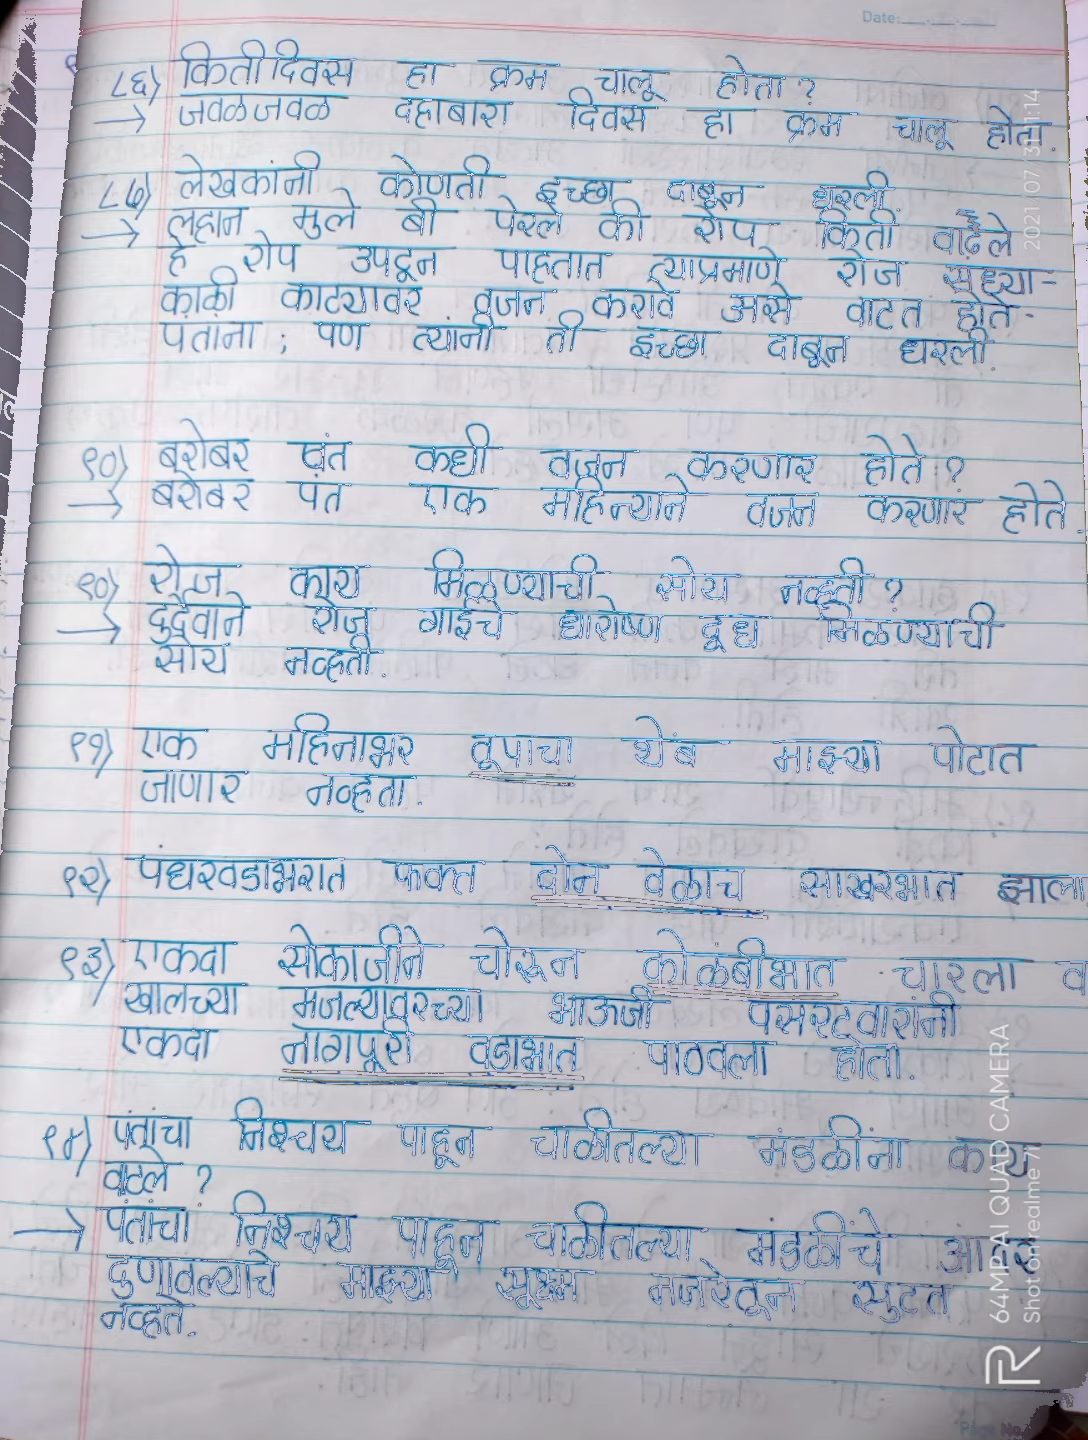 Date:
८६) कितीदिवस हा क्रम चालू होता?
→ जवळजवळ दहाबारा दिवस हा क्रम चालू होता.
८७) लेखकांनी कोणती इच्छा दाबून धरली.
→ लहान मुले बी पेरले की रोप किती वाढले
हे रोप उपटून पाहतात त्याप्रमाणे रोज संध्या-
काळी काट्यावर वजन करावे असे वाटत होते-
पंतांना; पण त्यांनी ती इच्छा दाबून धरली.
९०) बरोबर पंत कधी वजन करणार होते?
→ बरोबर पंत एक महिन्याने वजन करणार होते.
९०) रोज काय मिळण्याची सोय नव्हती?
→ दुर्दैवाने रोज गाईचे धारोष्ण दूध मिळण्याची
सोय नव्हती.
९१) एक महिनाभर तूपाचा थेंब माझ्या पोटात
जाणार नव्हता.
९२) पंधरवडाभरात फक्त दोन वेळाच साखरभात झाला
९३) एकदा सोकाजीने चोरून कोळंबीभात चारला व
खालच्या मजल्यावरच्या भाऊजी पसरटवारांनी
एकदा नागपूरी वडाभात पाठवला होता.
९४) पंतांचा निश्चय पाहून चाळीतल्या मंडळींना काय
वाटले?
→ पंतांचा निश्चय पाहून चाळीतल्या मंडळींचे आदर
दुणावल्याचे माझ्या सूक्ष्म नजरेतून सुटत
नव्हते.
2021 07 31 11:14
R 64MP AI QUAD CAMERA
Shot on realme 7i
Page No.